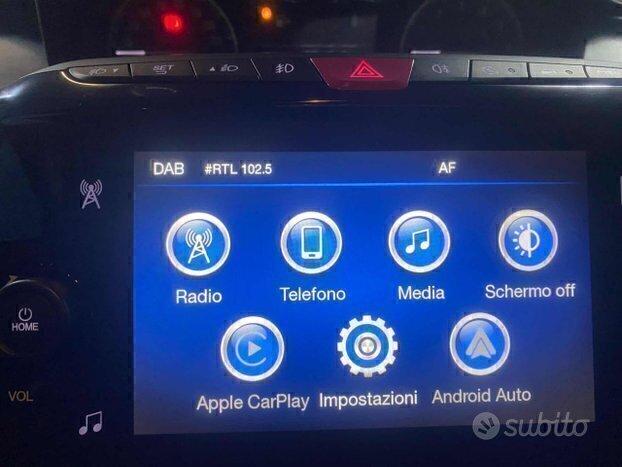 SET
DAB #RTL 102.5 AF
Radio Telefono Media Schermo off
HOME
Apple CarPlay Impostazioni Android Auto
VOL
subito